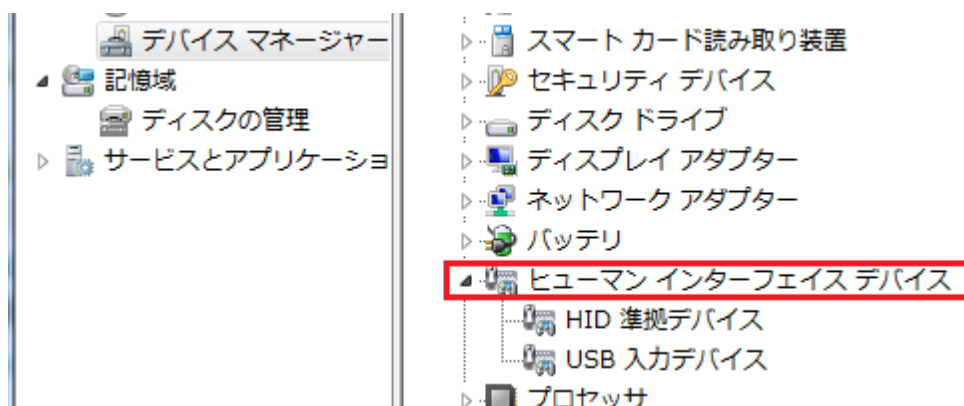 デバイス マネージャー
記憶域
ディスクの管理
サービスとアプリケーショ
スマート カード読み取り装置
セキュリティ デバイス
ディスク ドライブ
ディスプレイ アダプター
ネットワーク アダプター
バッテリ
ヒューマン インターフェイス デバイス
HID 準拠デバイス
USB 入力デバイス
プロセッサ